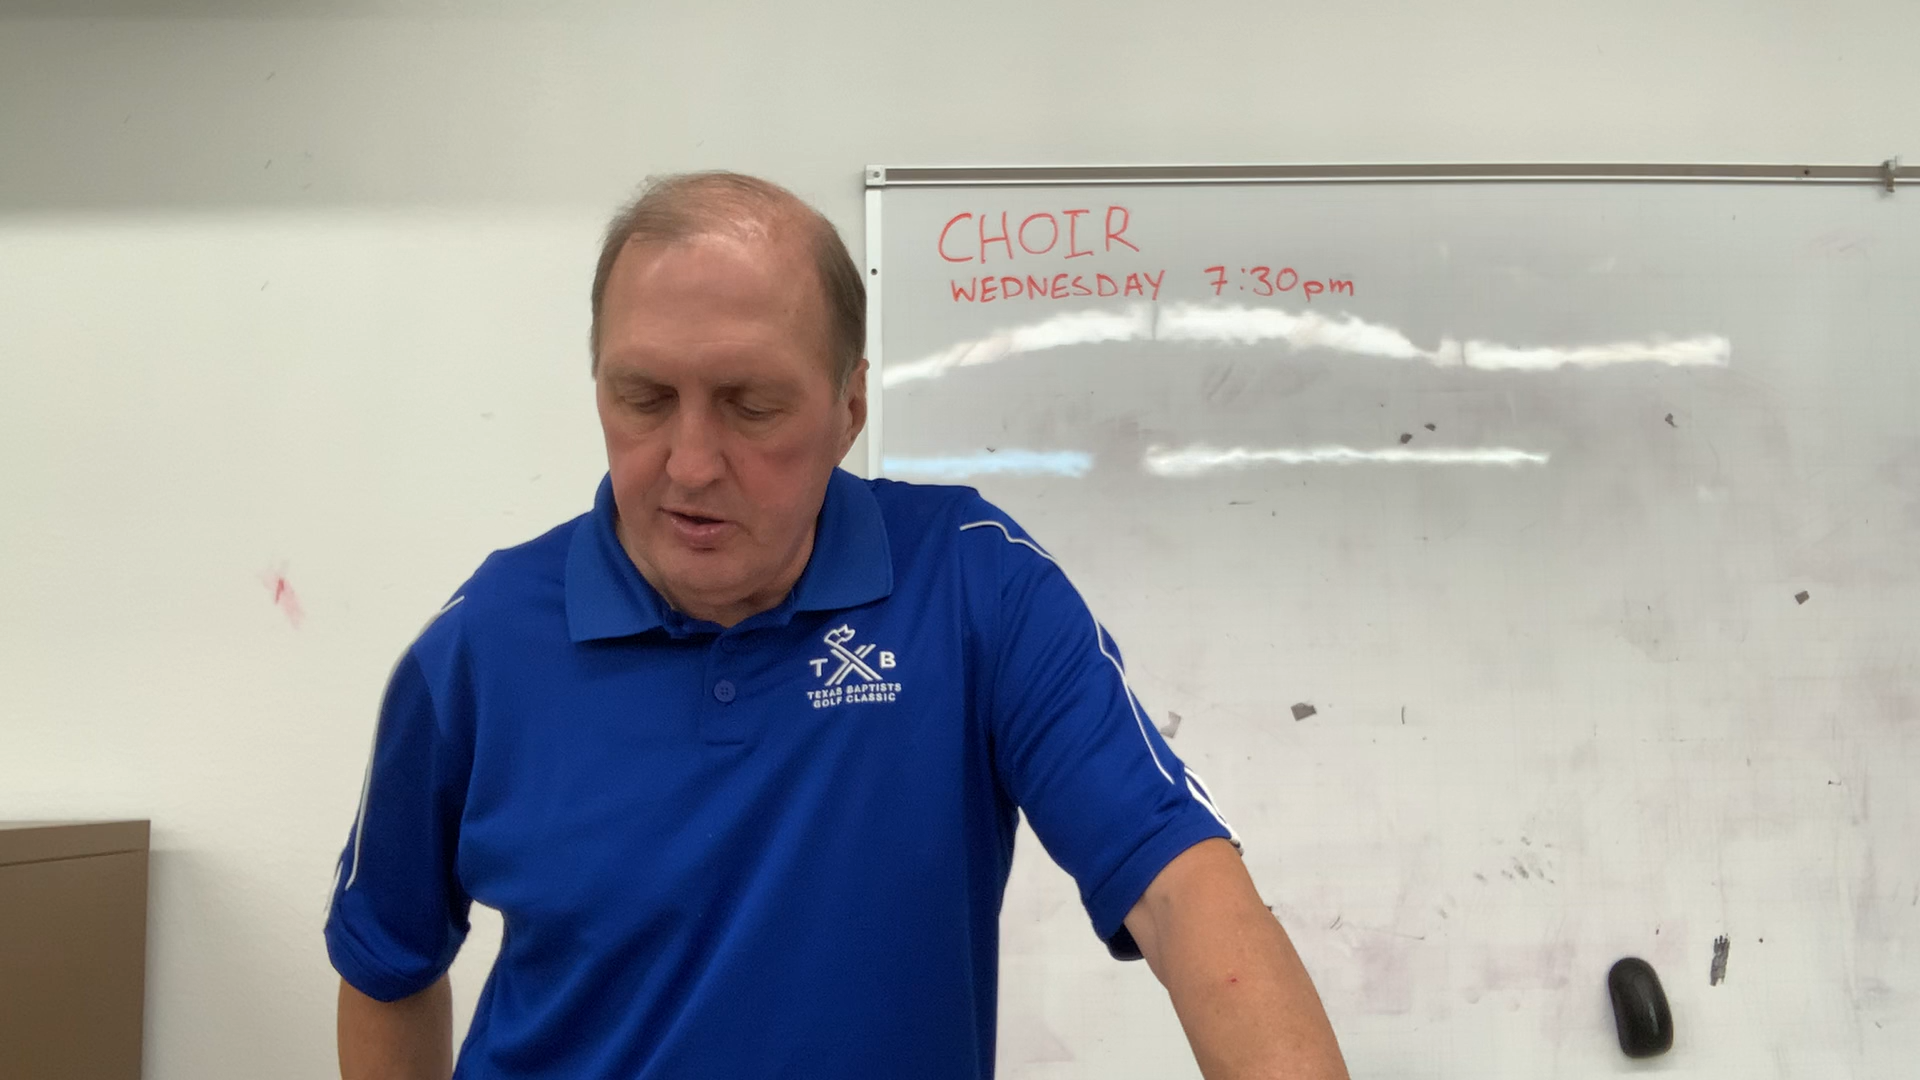 CHOIR
WEDNESDAY 7:30pm
T X B
TEXAS BAPTISTS
GOLF CLASSIC